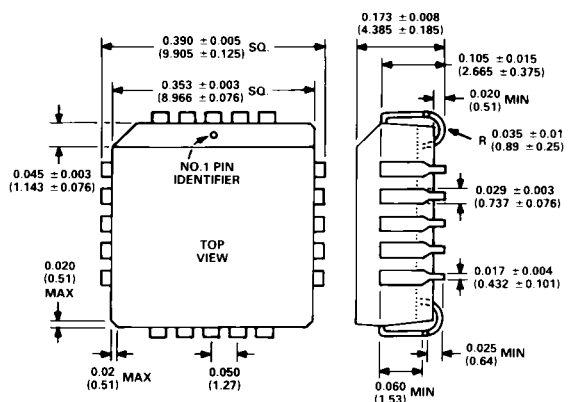 0.390 ±0.005 SQ.
(9.905 ±0.125)
0.353 ±0.003 SQ.
(8.966 ±0.076)
0.173 ±0.008
(4.385 ±0.185)
0.105 ±0.015
(2.665 ±0.375)
0.020 MIN
(0.51)
R 0.035 ±0.01
(0.89 ±0.25)
0.045 ±0.003
(1.143 ±0.076)
NO.1 PIN
IDENTIFIER
0.029 ±0.003
(0.737 ±0.076)
TOP
VIEW
0.020
(0.51)
MAX
0.017 ±0.004
(0.432 ±0.101)
0.02 MAX
(0.51)
0.050
(1.27)
0.025 MIN
(0.64)
0.060 MIN
(1.53)